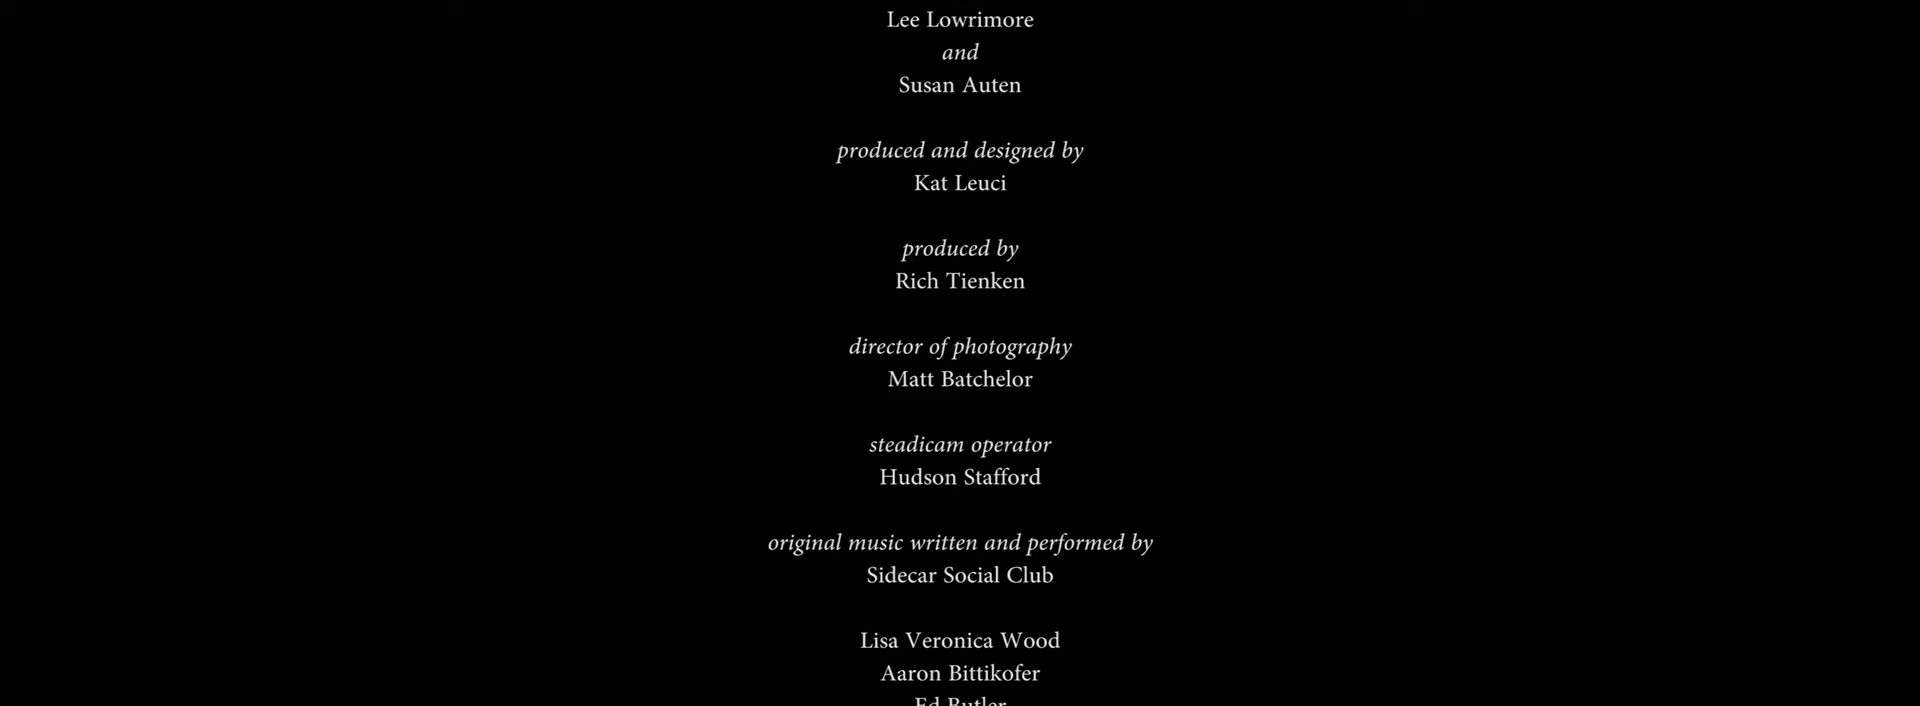 Lee Lowrimore
and
Susan Auten
produced and designed by
Kat Leuci
produced by
Rich Tienken
director of photography
Matt Batchelor
steadicam operator
Hudson Stafford
original music written and performed by
Sidecar Social Club
Lisa Veronica Wood
Aaron Bittikofer
Ed Butler